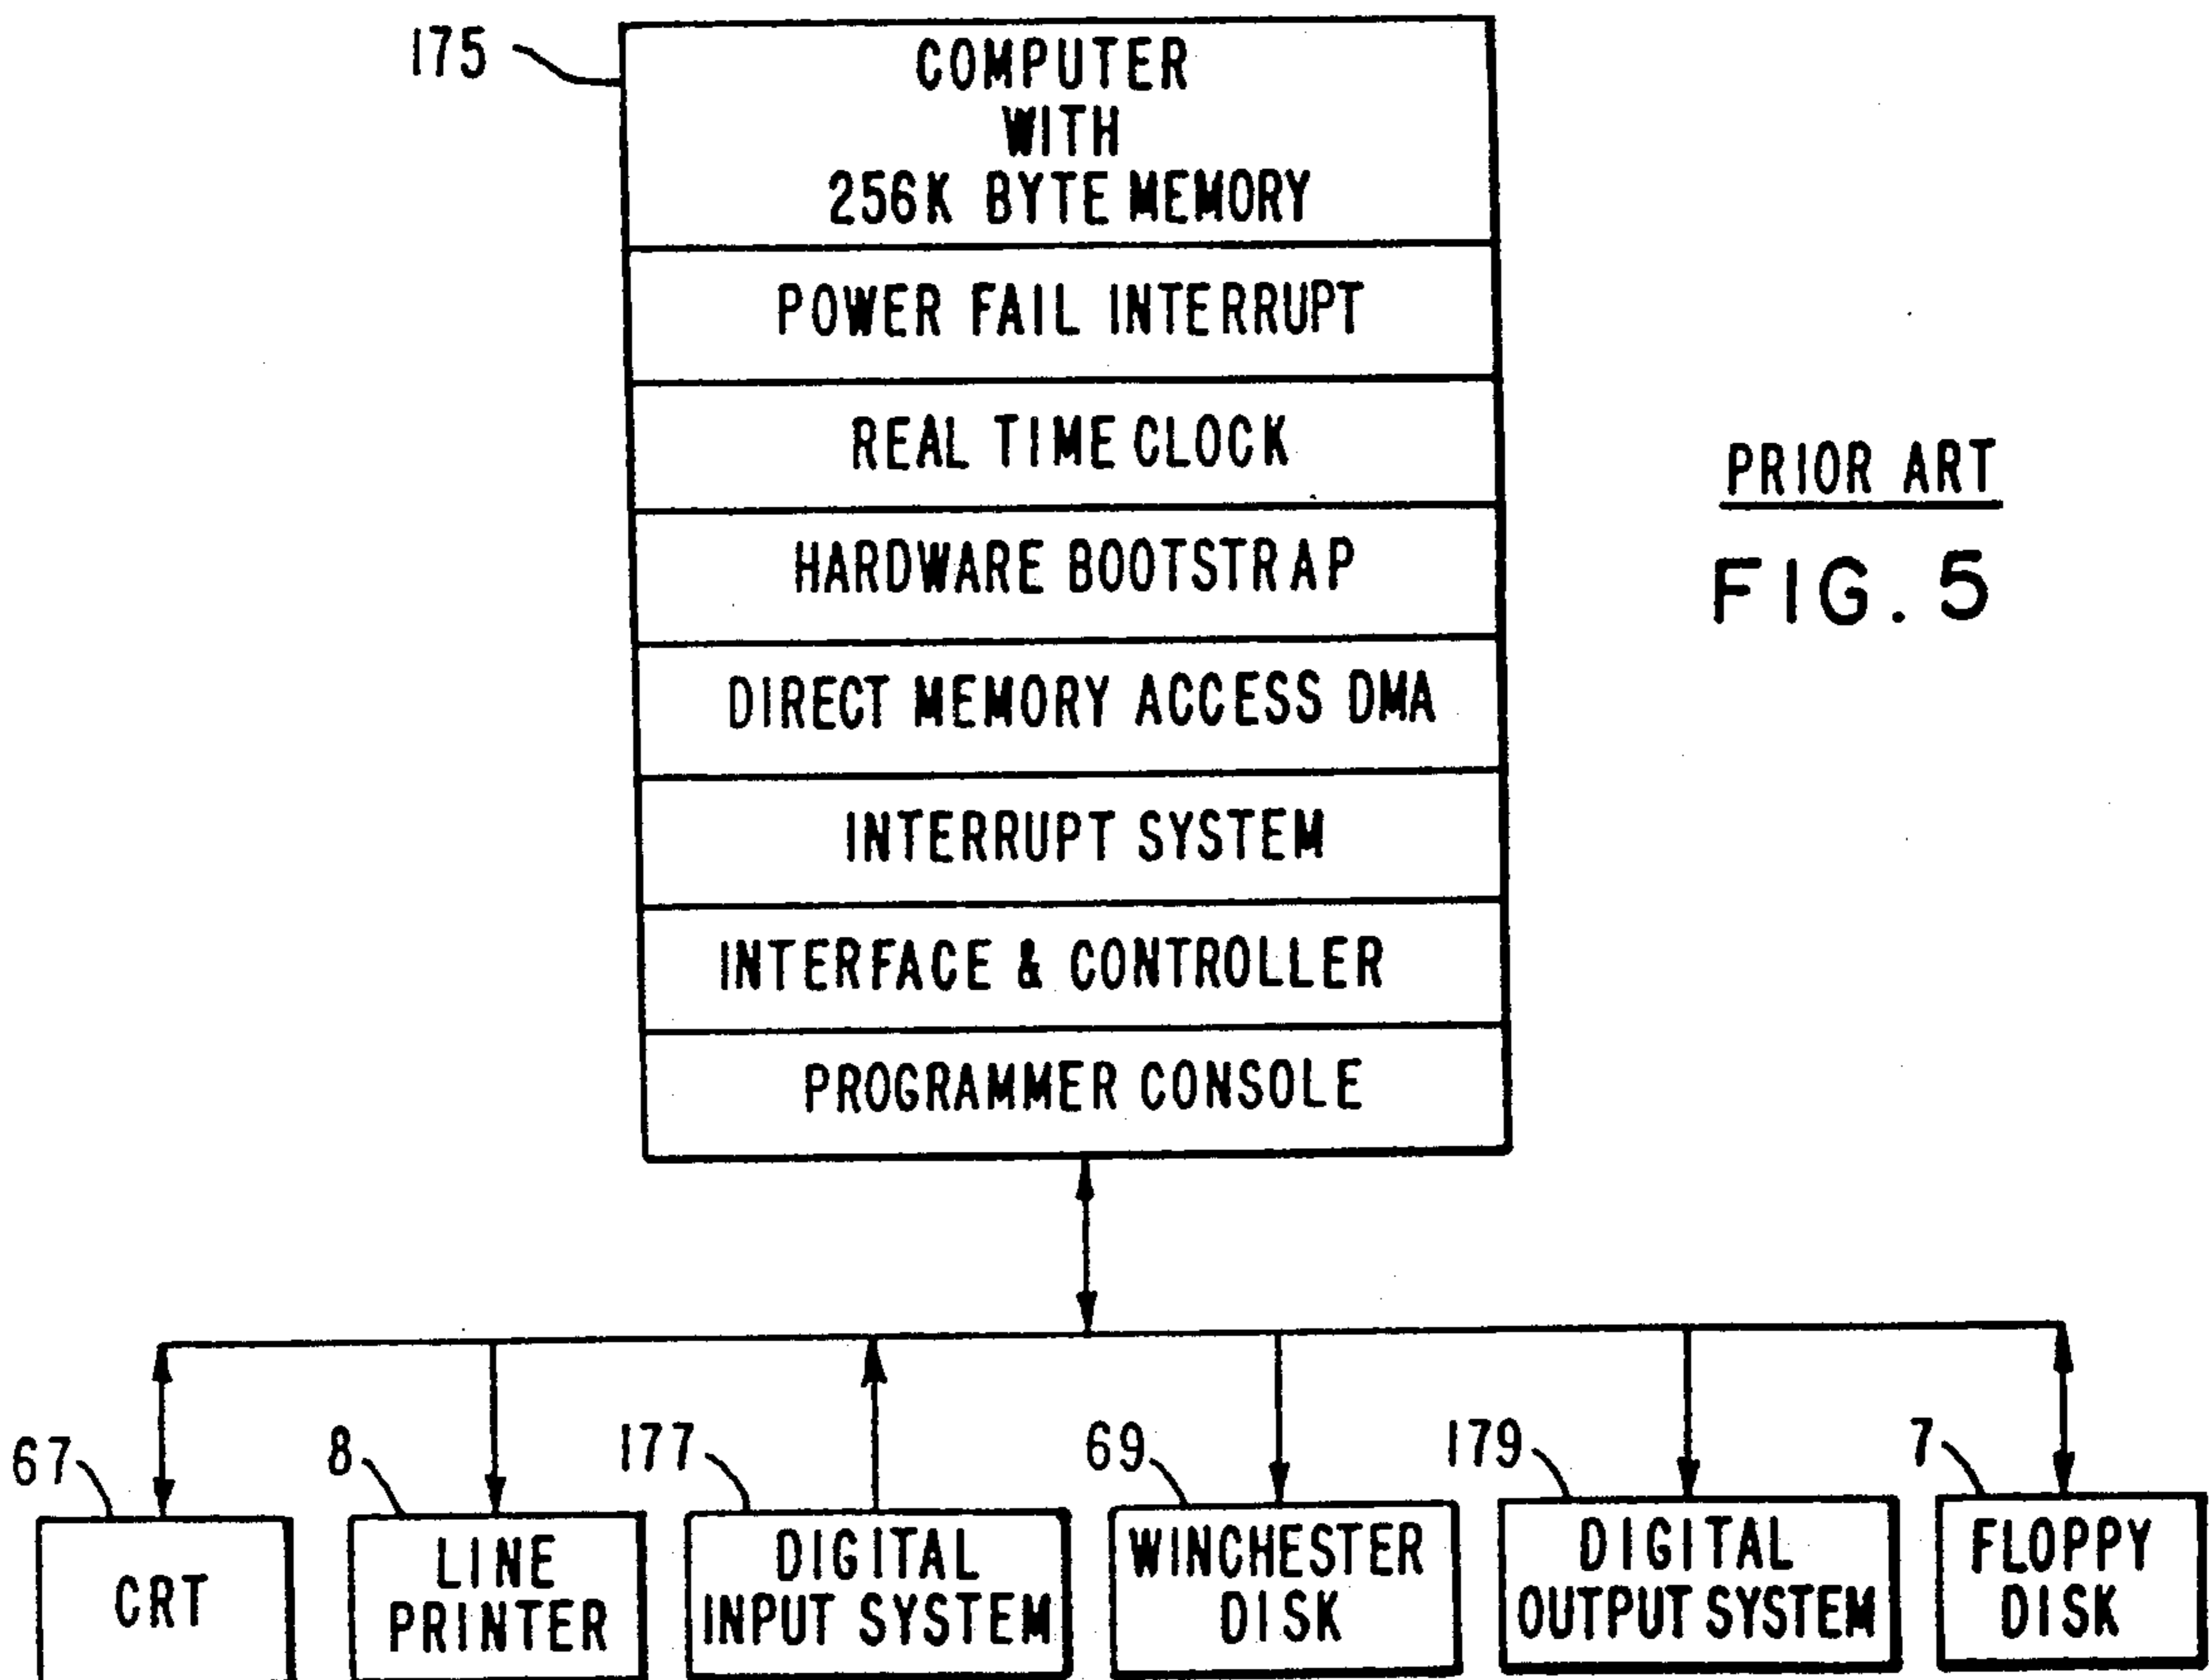 175
COMPUTER
WITH
256K BYTE MEMORY
POWER FAIL INTERRUPT
REAL TIME CLOCK
HARDWARE BOOTSTRAP
DIRECT MEMORY ACCESS DMA
INTERRUPT SYSTEM
INTERFACE & CONTROLLER
PROGRAMMER CONSOLE
PRIOR ART
FIG. 5
67
CRT
8
LINE
PRINTER
177
DIGITAL
INPUT SYSTEM
69
WINCHESTER
DISK
179
DIGITAL
OUTPUT SYSTEM
7
FLOPPY
DISK